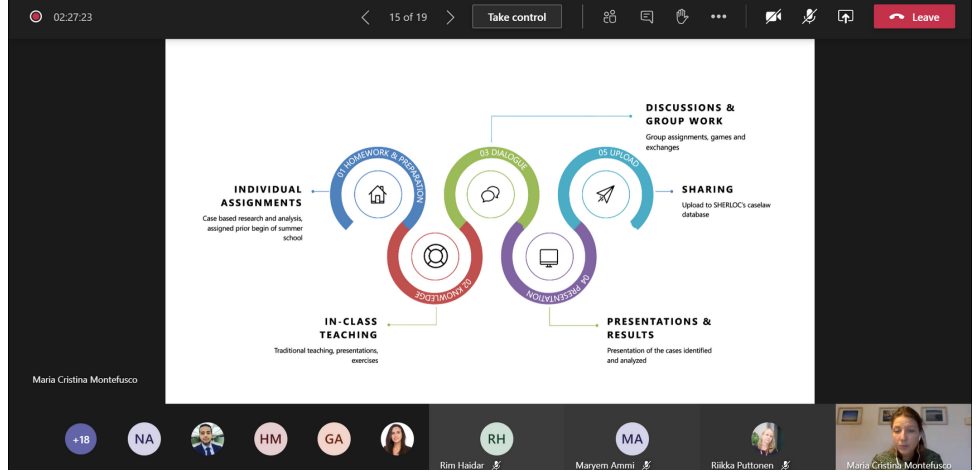 02:27:23
15 of 19
Take control
Leave
DISCUSSIONS &
GROUP WORK
Group assignments, games and
exchanges
01 HOMEWORK & PREPARATION
03 DIALOGUE
05 UPLOAD
INDIVIDUAL
ASSIGNMENTS
Case based research and analysis,
assigned prior begin of summer
school
SHARING
Upload to SHERLOC's caselaw
database
02 KNOWLEDGE
04 PRESENTATION
IN-CLASS
TEACHING
Traditional teaching, presentations,
exercises
PRESENTATIONS &
RESULTS
Presentation of the cases identified
and analyzed
Maria Cristina Montefusco
+18
NA
HM
GA
RH
MA
Rim Haidar
Maryem Ammi
Riikka Puttonen
Maria Cristina Montefusco